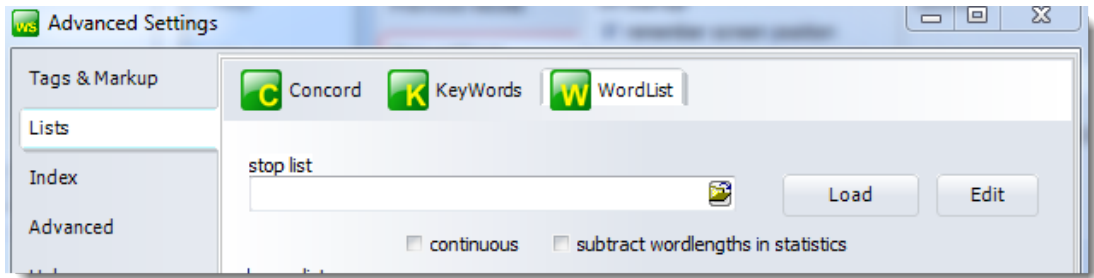 ws Advanced Settings
Tags & Markup
C Concord K KeyWords W WordList
Lists
stop list
Index
Load Edit
Advanced
continuous subtract wordlengths in statistics